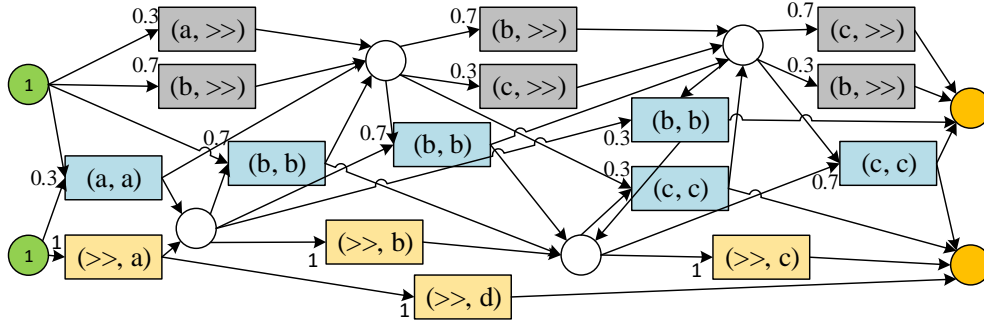 0.3 (a, >>) 0.7 (b, >>) 0.7 (c, >>)
1 0.7 (b, >>) 0.3 (c, >>) 0.3 (b, >>)
0.3 (b, b)
0.3 (a, a) 0.7 (b, b) 0.7 (b, b) 0.3 (c, c) 0.7 (c, c)
1 1 (>>, a) 1 (>>, b) 1 (>>, c)
1 (>>, d)